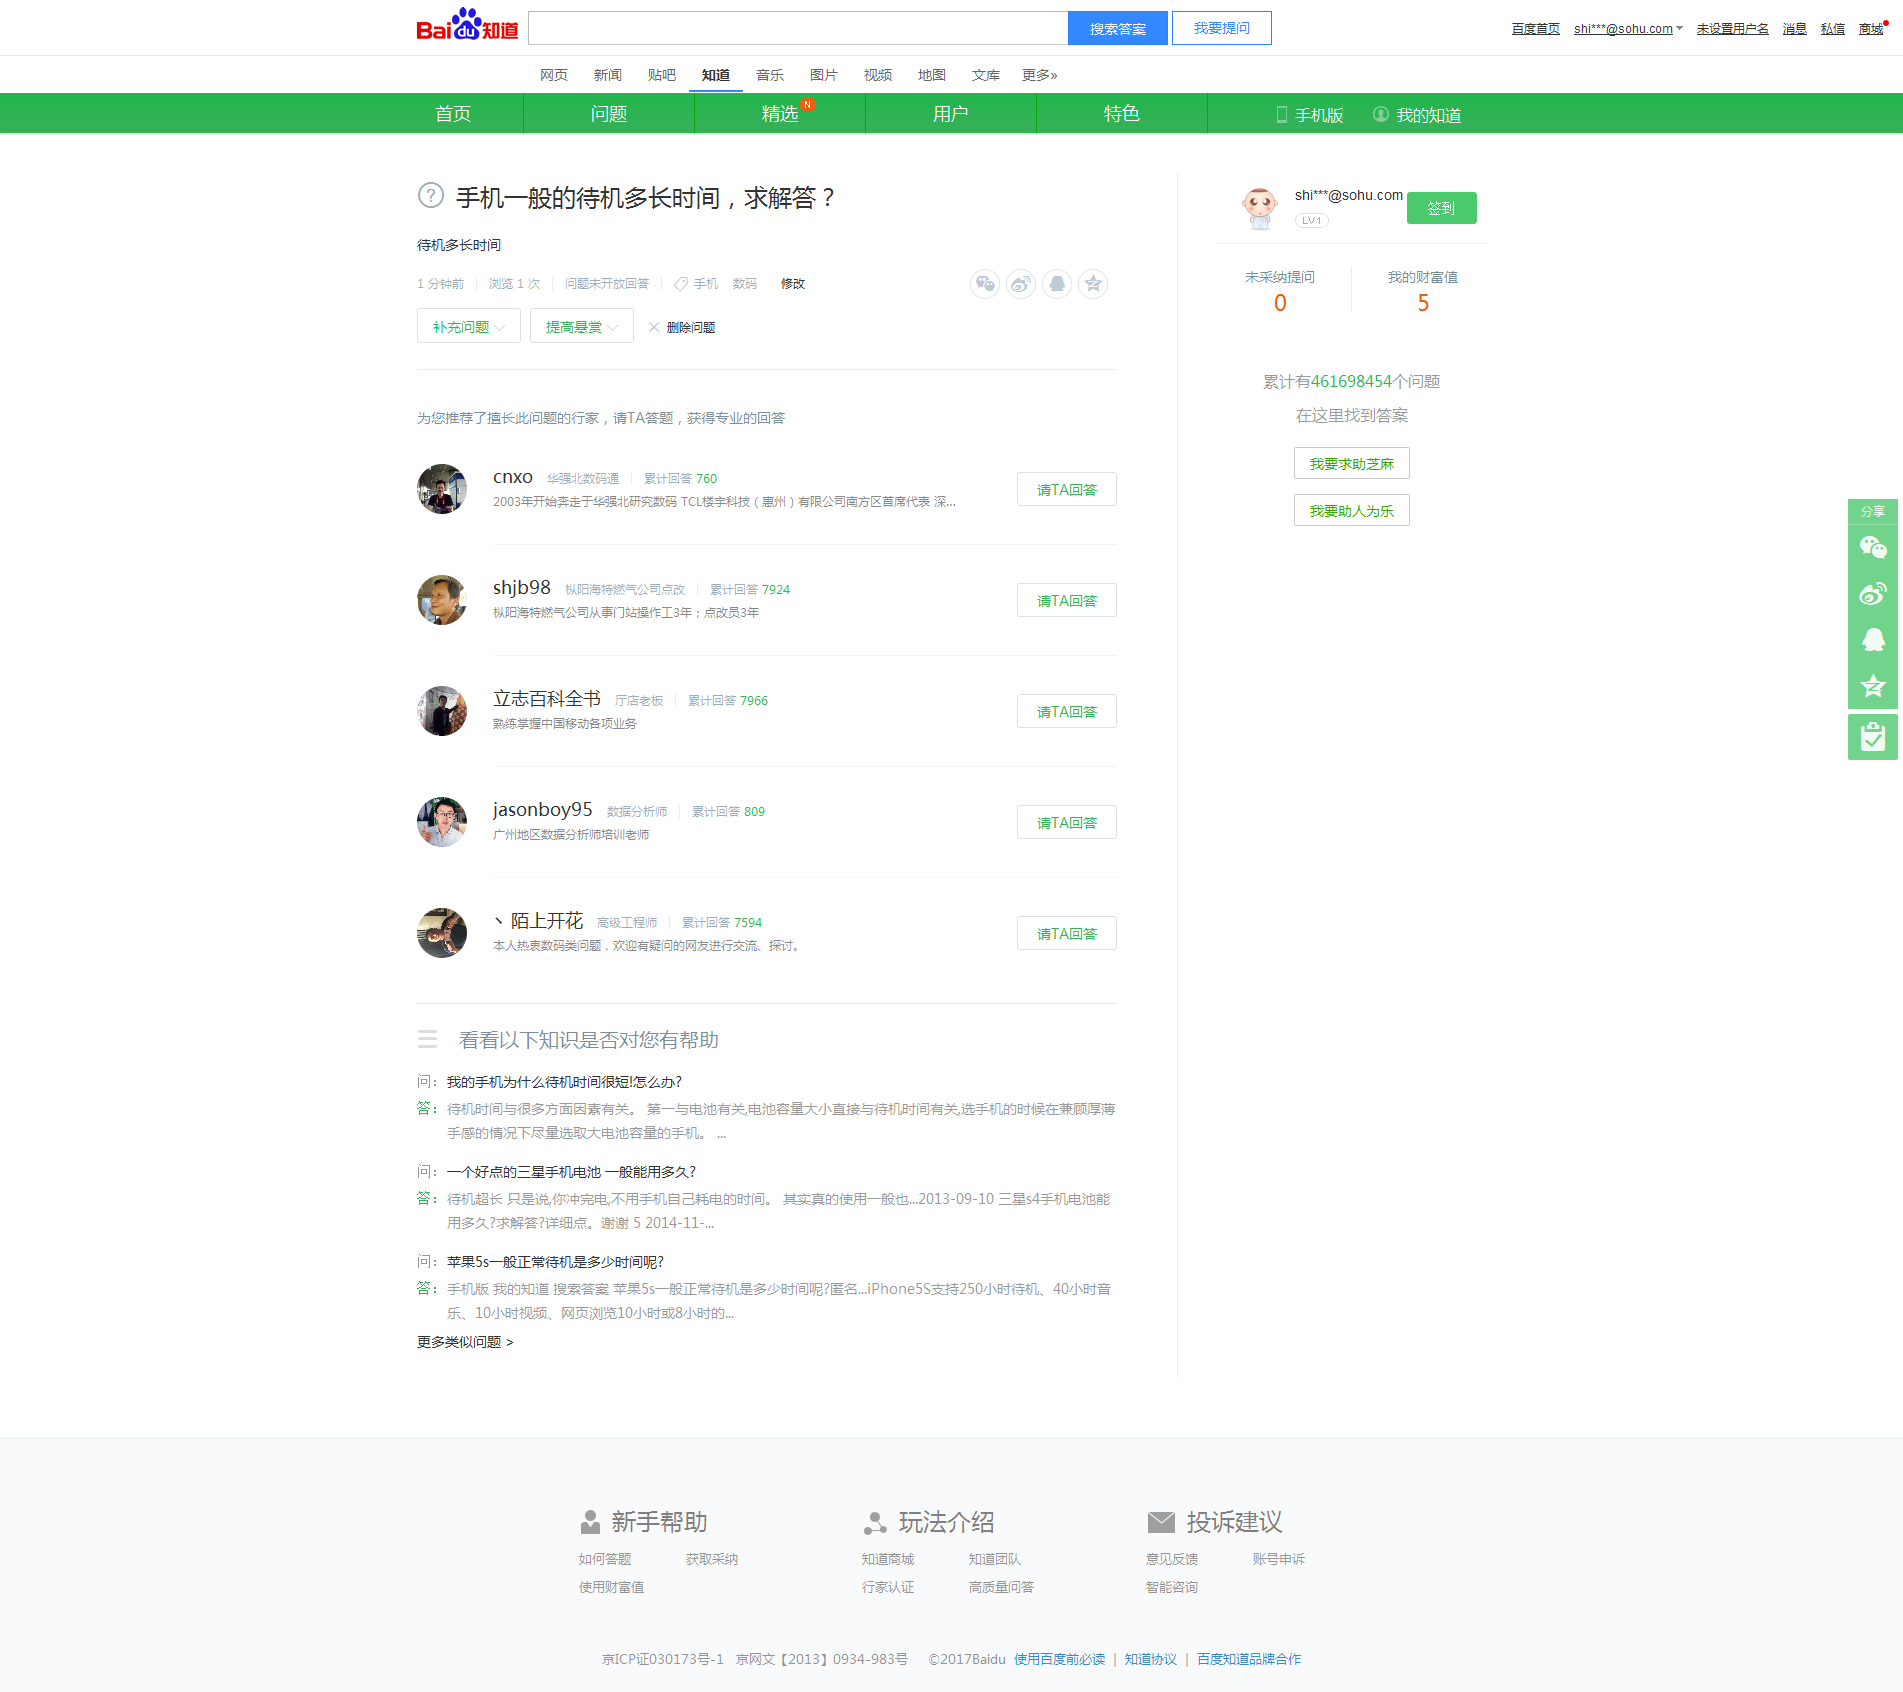 Baidu知道
搜索答案
我要提问
百度首页 shi***@sohu.com 未设置用户名 消息 私信 商城
网页 新闻 贴吧 知道 音乐 图片 视频 地图 文库 更多»
首页 问题 精选 N 用户 特色 手机版 我的知道
手机一般的待机多长时间，求解答？
待机多长时间
1 分钟前 浏览 1 次 问题未开放回答 手机 数码 修改
补充问题 提高悬赏 删除问题
为您推荐了擅长此问题的行家，请TA答题，获得专业的回答
cnxo 华强北数码通 累计回答 760
2003年开始奔走于华强北研究数码 TCL楼宇科技（惠州）有限公司南方区首席代表 深...
请TA回答
shjb98 枞阳海特燃气公司点改 累计回答 7924
枞阳海特燃气公司从事门站操作工3年；点改员3年
请TA回答
立志百科全书 厅店老板 累计回答 7966
熟练掌握中国移动各项业务
请TA回答
jasonboy95 数据分析师 累计回答 809
广州地区数据分析师培训老师
请TA回答
丶陌上开花 高级工程师 累计回答 7594
本人热衷数码类问题，欢迎有疑问的网友进行交流、探讨。
请TA回答
看看以下知识是否对您有帮助
问： 我的手机为什么待机时间很短!怎么办?
答： 待机时间与很多方面因素有关。 第一与电池有关,电池容量大小直接与待机时间有关,选手机的时候在兼顾厚薄
手感的情况下尽量选取大电池容量的手机。 ...
问： 一个好点的三星手机电池 一般能用多久?
答： 待机超长 只是说,你冲完电,不用手机自己耗电的时间。 其实真的使用一般也...2013-09-10 三星s4手机电池能
用多久?求解答?详细点。谢谢 5 2014-11-...
问： 苹果5s一般正常待机是多少时间呢?
答： 手机版 我的知道 搜索答案 苹果5s一般正常待机是多少时间呢?匿名...iPhone5S支持250小时待机、40小时音
乐、10小时视频、网页浏览10小时或8小时的...
更多类似问题 >
shi***@sohu.com
LV1
签到
未采纳提问 我的财富值
0 5
累计有461698454个问题
在这里找到答案
我要求助芝麻
我要助人为乐
分享
新手帮助 玩法介绍 投诉建议
如何答题 获取采纳 知道商城 知道团队 意见反馈 账号申诉
使用财富值 行家认证 高质量问答 智能咨询
京ICP证030173号-1 京网文【2013】0934-983号 ©2017Baidu 使用百度前必读 | 知道协议 | 百度知道品牌合作